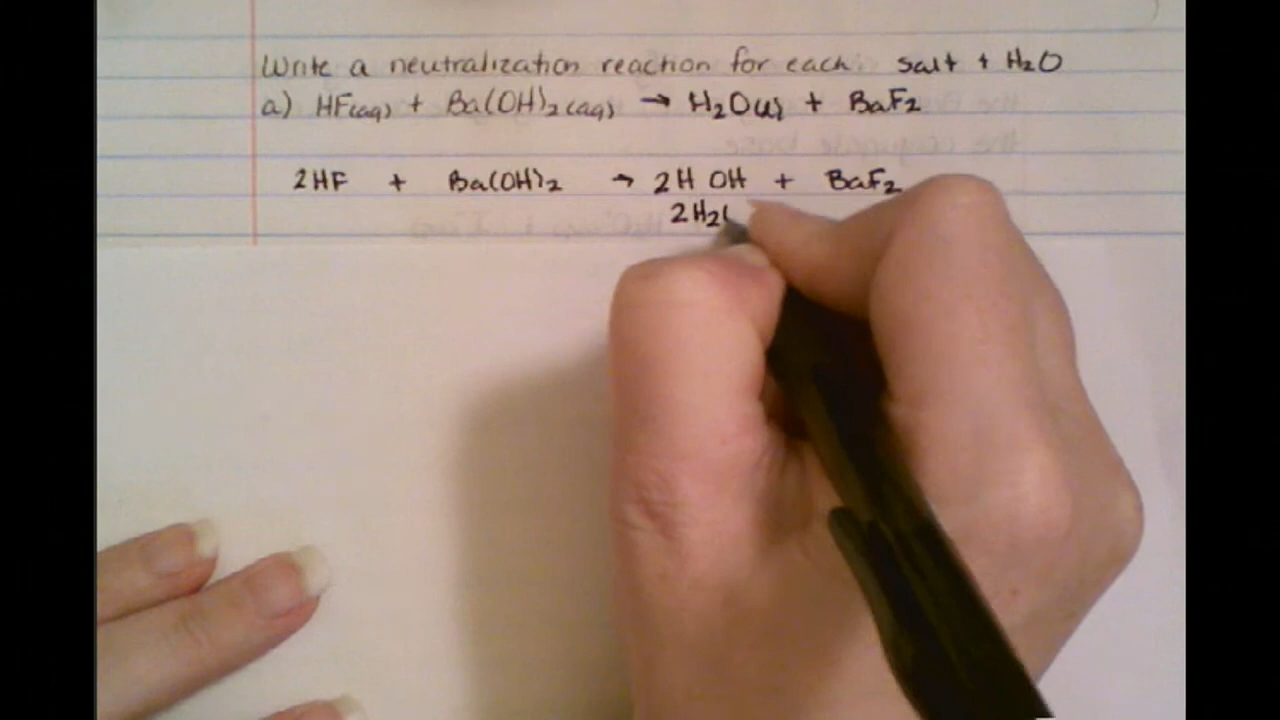 Write a neutralization reaction for each. salt + H₂O
a) HF(aq) + Ba(OH)₂(aq) → H₂O(l) + BaF₂
2HF + Ba(OH)₂ → 2H OH + BaF₂
2H₂(